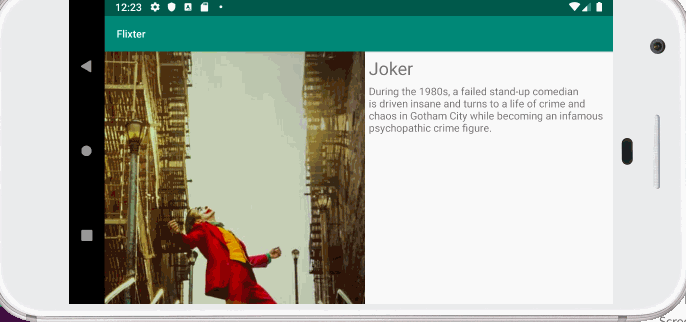 12:23
Flixter
Joker
During the 1980s, a failed stand-up comedian
is driven insane and turns to a life of crime and
chaos in Gotham City while becoming an infamous
psychopathic crime figure.